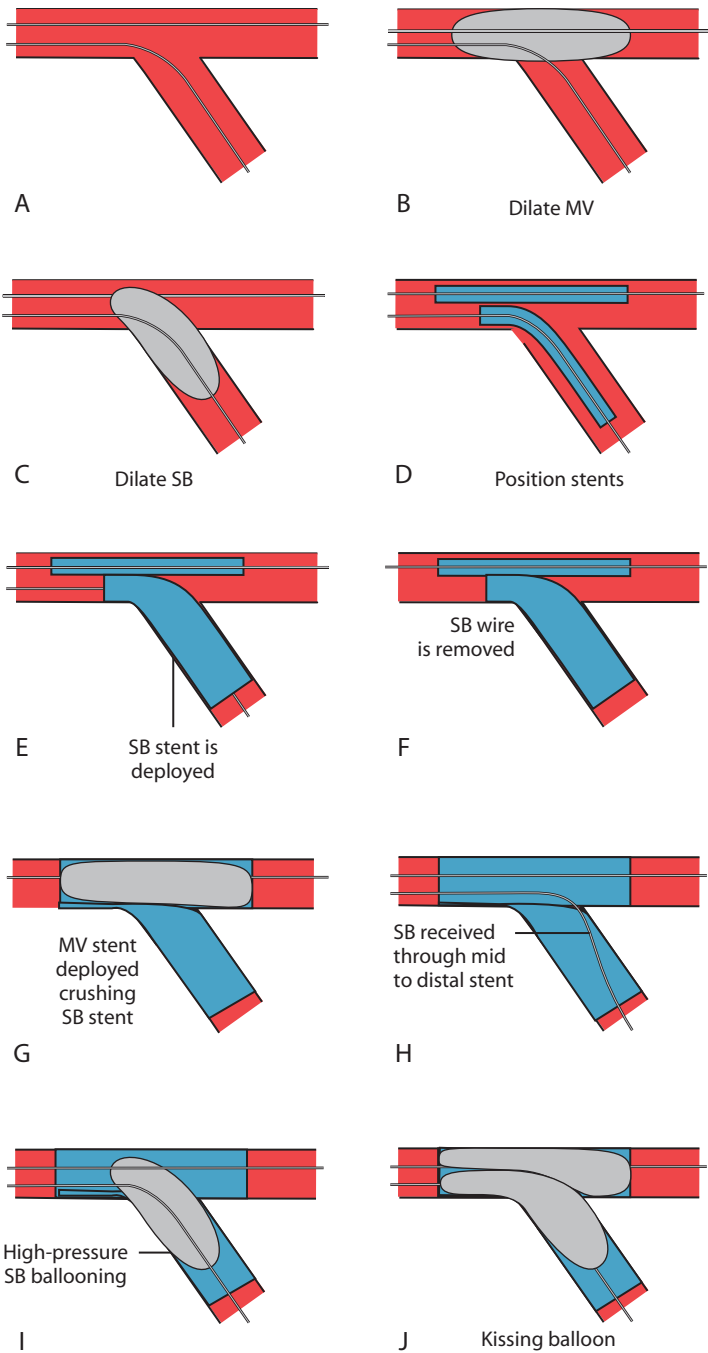 A
B
Dilate MV
C
Dilate SB
D
Position stents
E
SB stent is
deployed
SB wire
is removed
F
MV stent
deployed
crushing
SB stent
G
SB received
through mid
to distal stent
H
High-pressure
SB ballooning
I
J
Kissing balloon